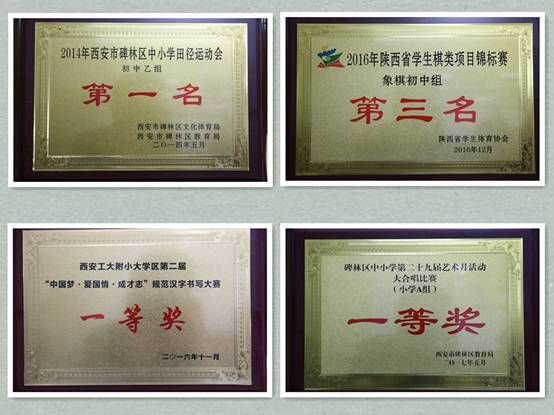 2014年西安市碑林区中小学田径运动会
初中乙组
第一名
西安市碑林区文化体育局
西安市碑林区教育局
二〇一四年五月
2016年陕西省学生棋类项目锦标赛
象棋初中组
第三名
陕西省学生体育协会
2016年12月
西安工大附小大学区第二届
“中国梦·爱国情·成才志”规范汉字书写大赛
一等奖
二〇一六年十一月
碑林区中小学第二十九届艺术月活动
大合唱比赛
（小学A组）
一等奖
西安市碑林区教育局
二〇一七年五月